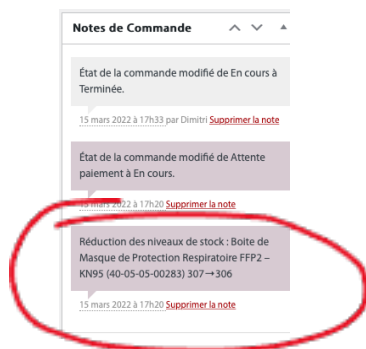 Notes de Commande
État de la commande modifié de En cours à
Terminée.
15 mars 2022 à 17h33 par Dimitri Supprimer la note
État de la commande modifié de Attente
paiement à En cours.
15 mars 2022 à 17h20 Supprimer la note
Réduction des niveaux de stock : Boite de
Masque de Protection Respiratoire FFP2 –
KN95 (40-05-05-00283) 307→306
15 mars 2022 à 17h20 Supprimer la note